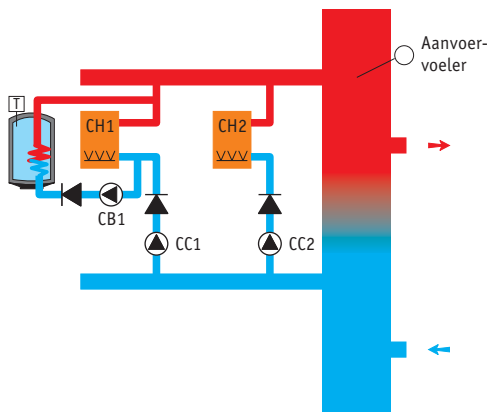 Aanvoer-
voeler
T
CH1
CH2
CB1
CC1
CC2